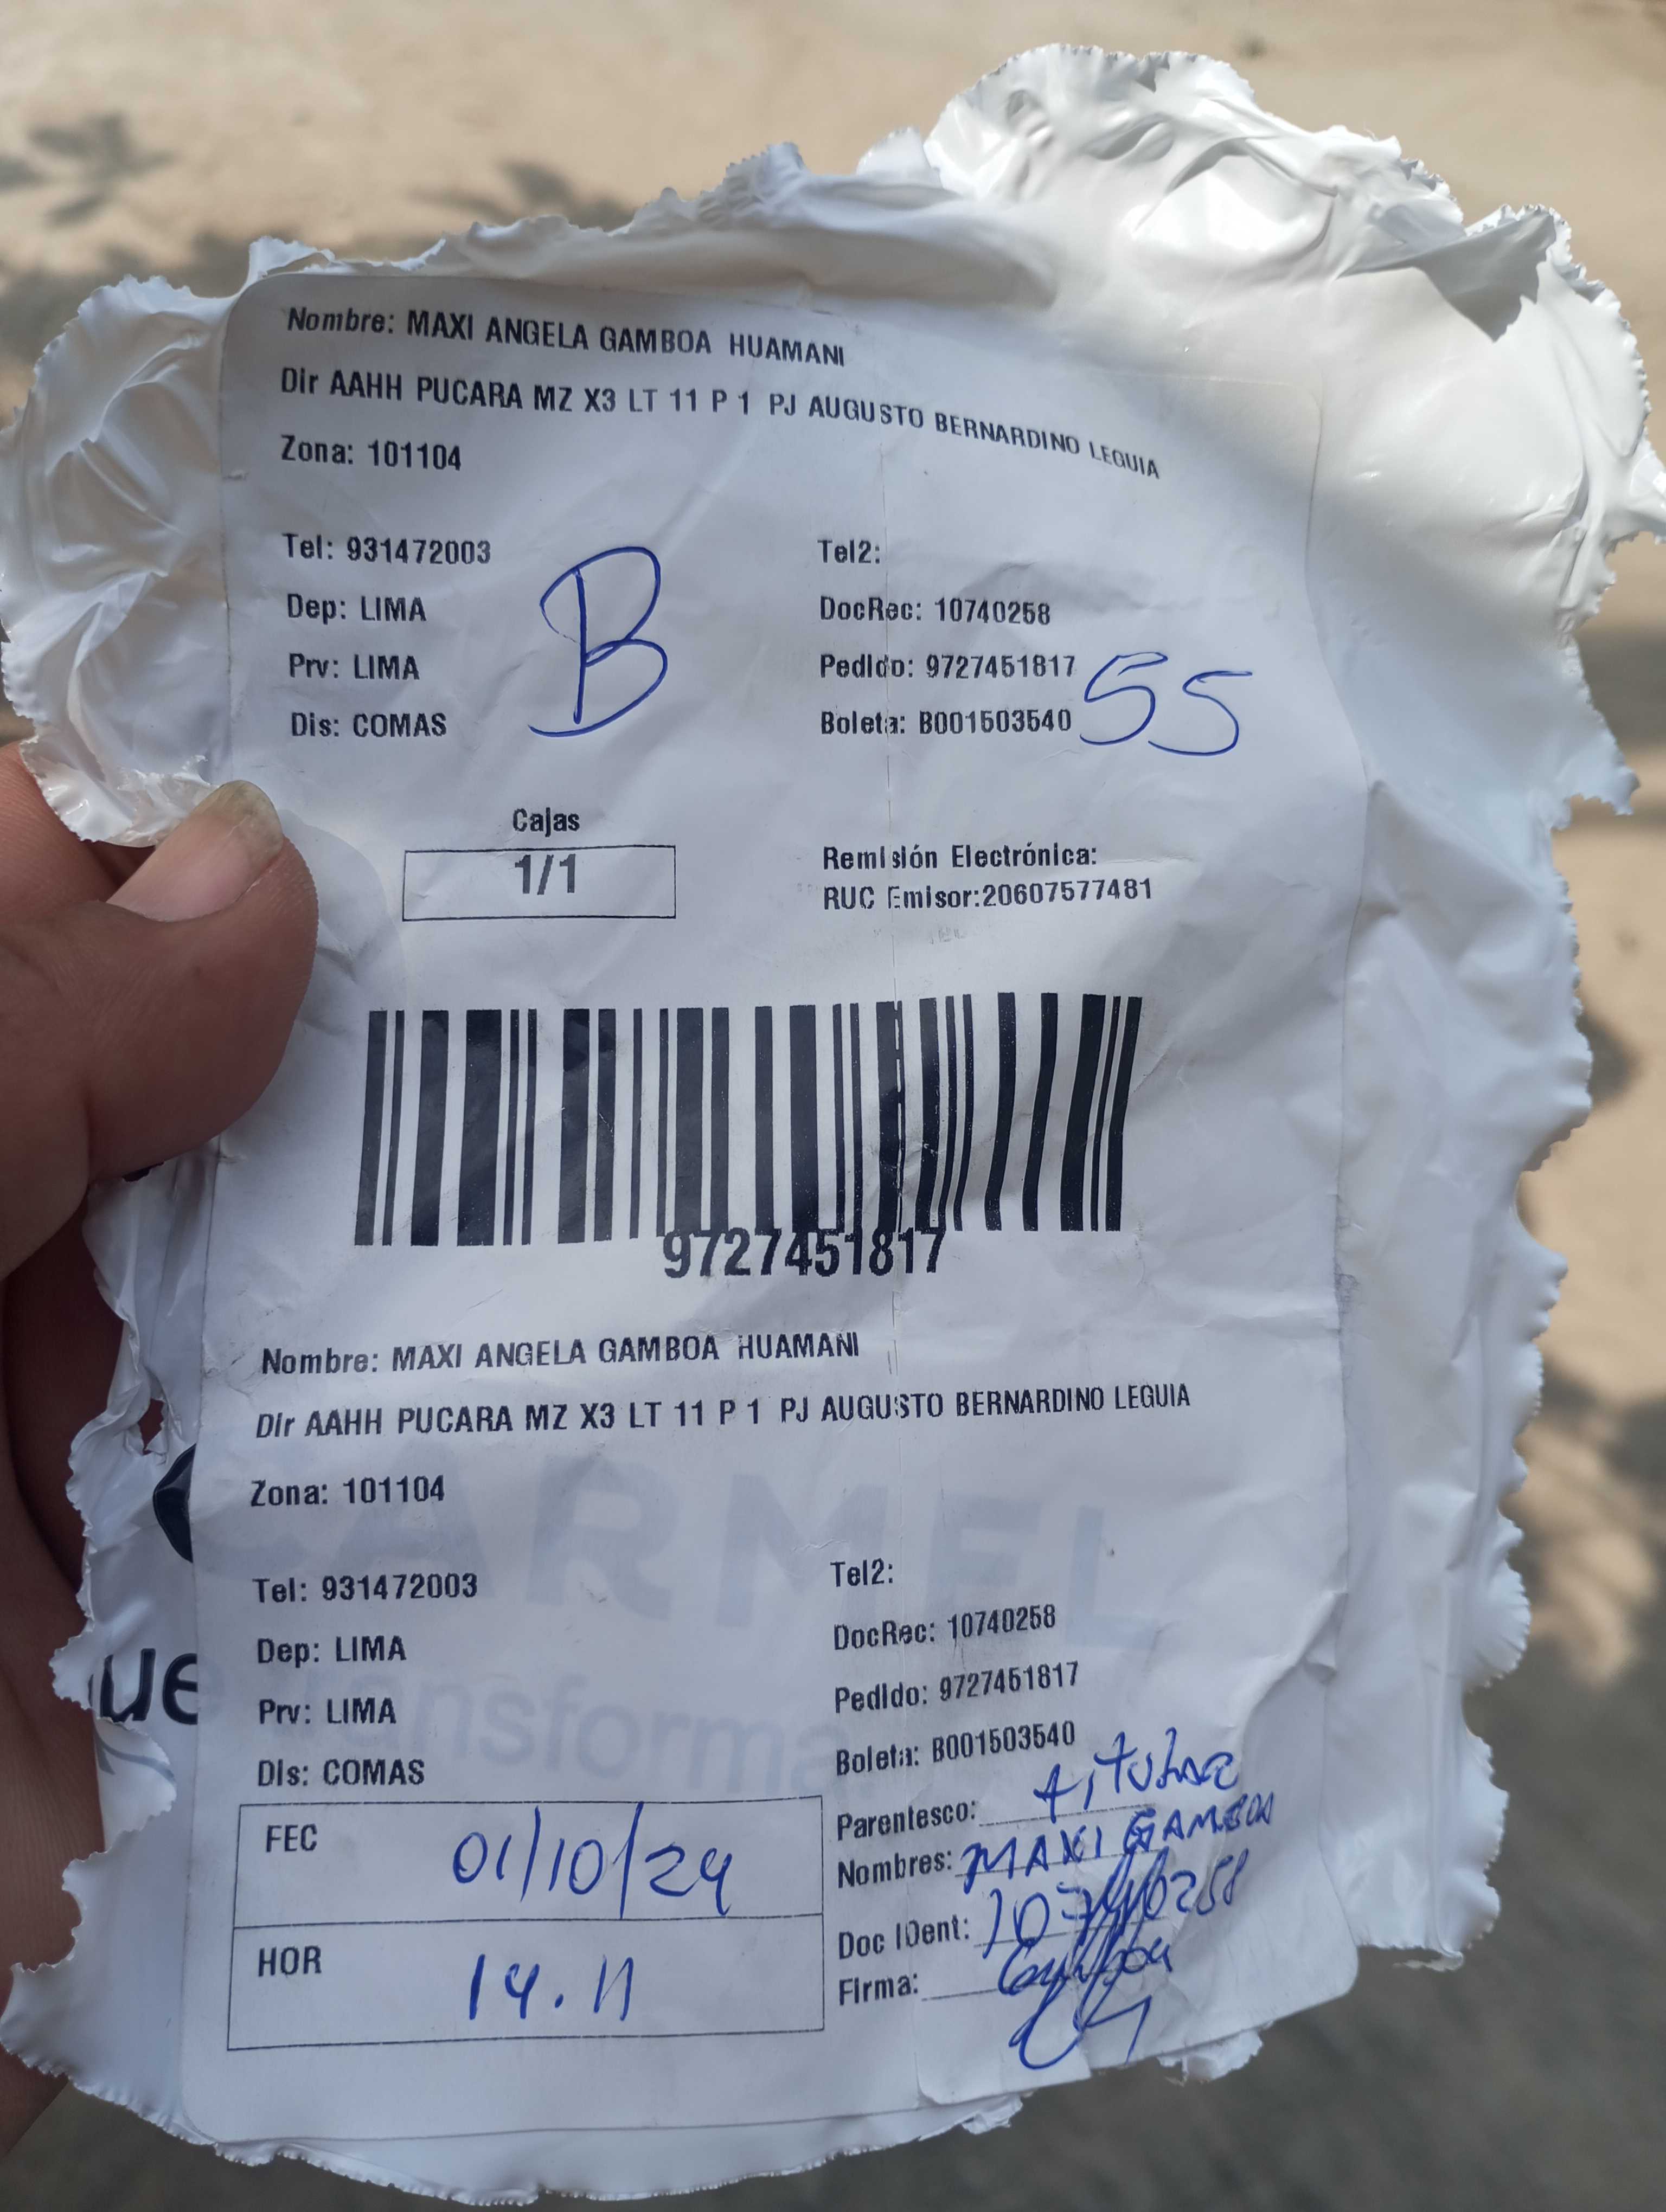 Nombre: MAXI ANGELA GAMBOA HUAMANI
Dir AAHH PUCARA MZ X3 LT 11 P 1 PJ AUGUSTO BERNARDINO LEGUIA
Zona: 101104
Tel: 931472003
Tel2:
Dep: LIMA
DocRec: 10740258
Prv: LIMA
Pedido: 9727451817
Dis: COMAS
Boleta: B001503540
B
55
Cajas
1/1
Remisión Electrónica:
RUC Emisor:20607577481
9727451817
Nombre: MAXI ANGELA GAMBOA HUAMANI
Dir AAHH PUCARA MZ X3 LT 11 P 1 PJ AUGUSTO BERNARDINO LEGUIA
Zona: 101104
CARMEL
Tel: 931472003
Tel2:
Dep: LIMA
DocRec: 10740258
ue transforma
Prv: LIMA
Pedido: 9727451817
Dis: COMAS
Boleta: B001503540
FEC 01/10/24
HOR 14.11
Parentesco: titular
Nombres: MAXI GAMBOA
Doc IDent: 10740258
Firma: